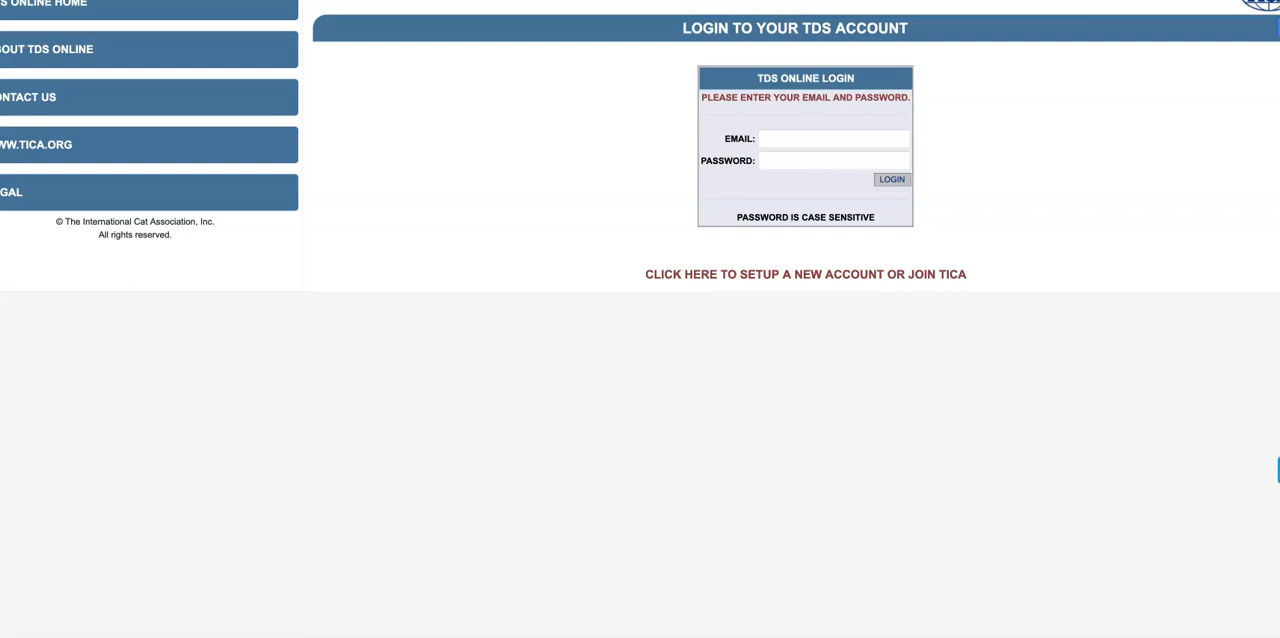 S ONLINE HOME
OUT TDS ONLINE
ONTACT US
WW.TICA.ORG
GAL
© The International Cat Association, Inc.
All rights reserved.
LOGIN TO YOUR TDS ACCOUNT
TDS ONLINE LOGIN
PLEASE ENTER YOUR EMAIL AND PASSWORD.
EMAIL:
PASSWORD:
LOGIN
PASSWORD IS CASE SENSITIVE
CLICK HERE TO SETUP A NEW ACCOUNT OR JOIN TICA